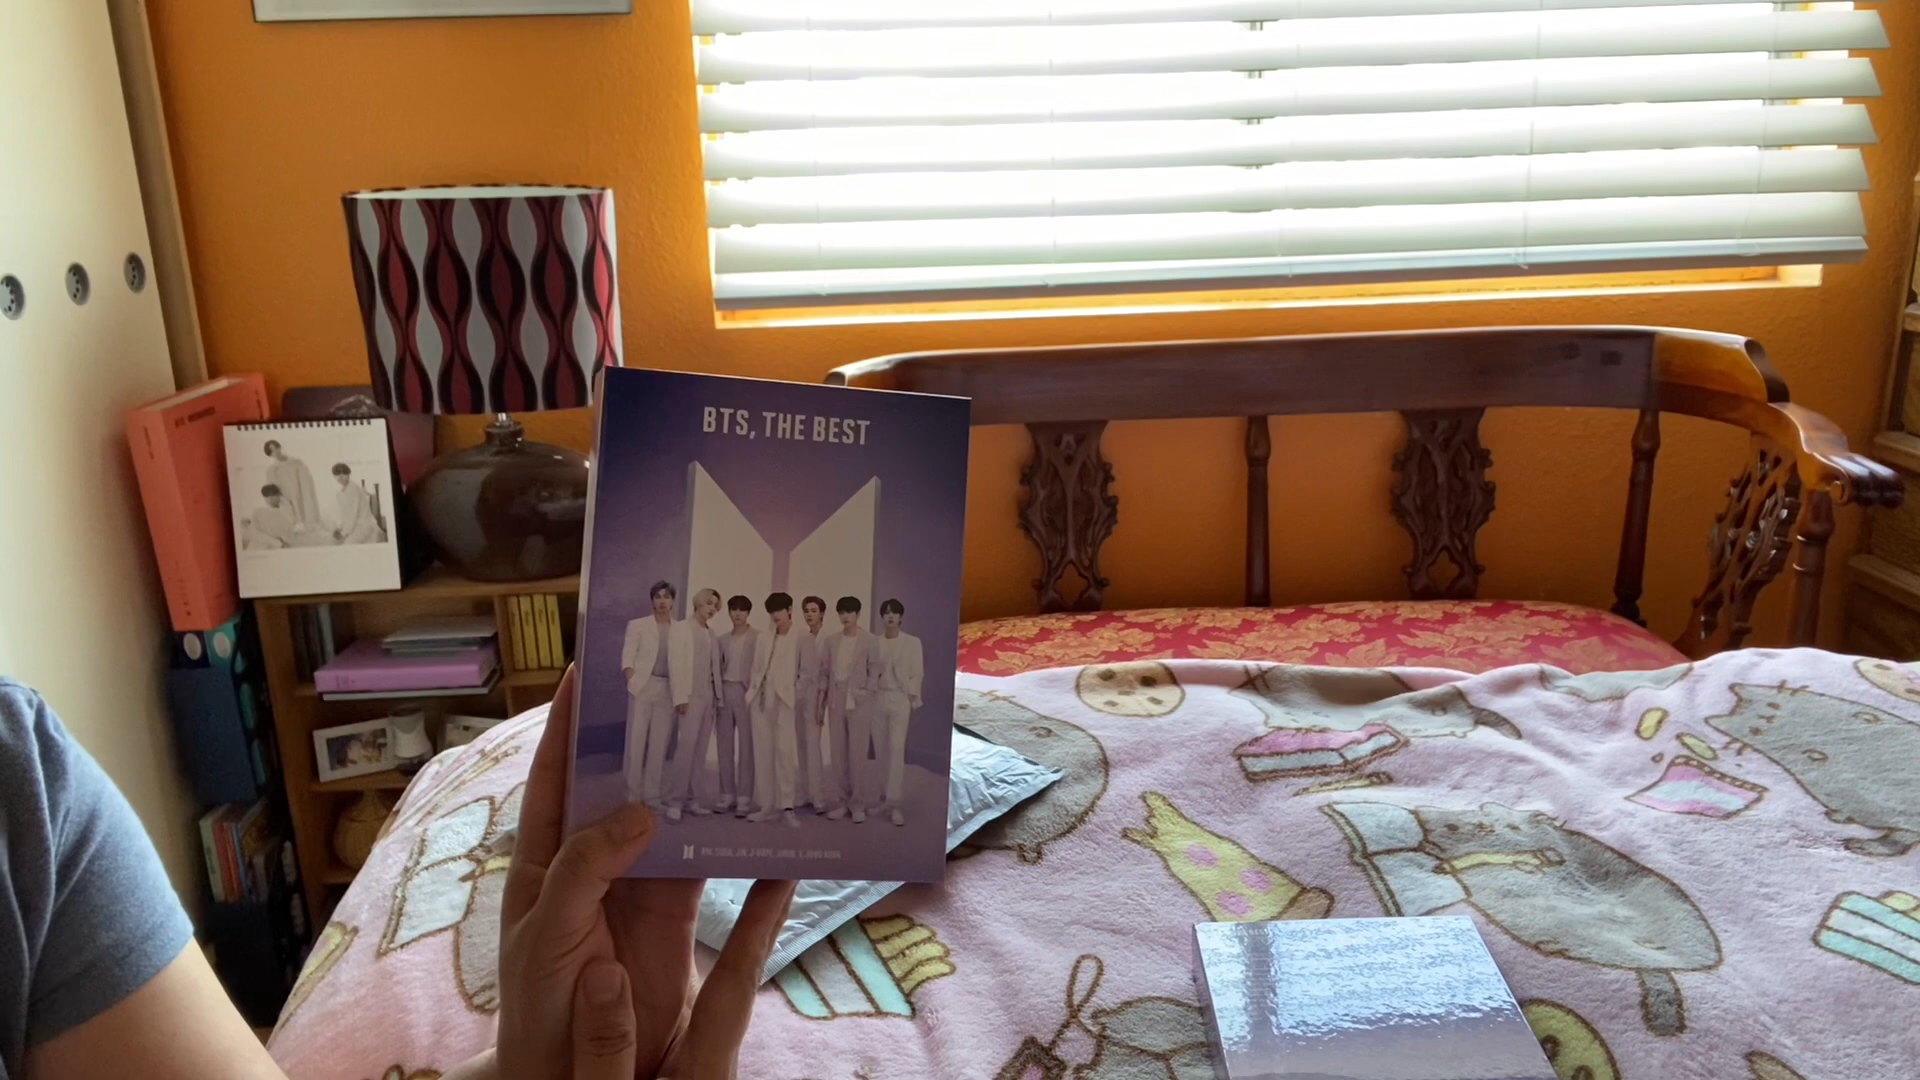 BTS, THE BEST
RM, SUGA, JIN, J-HOPE, JIMIN, V, JUNG KOOK